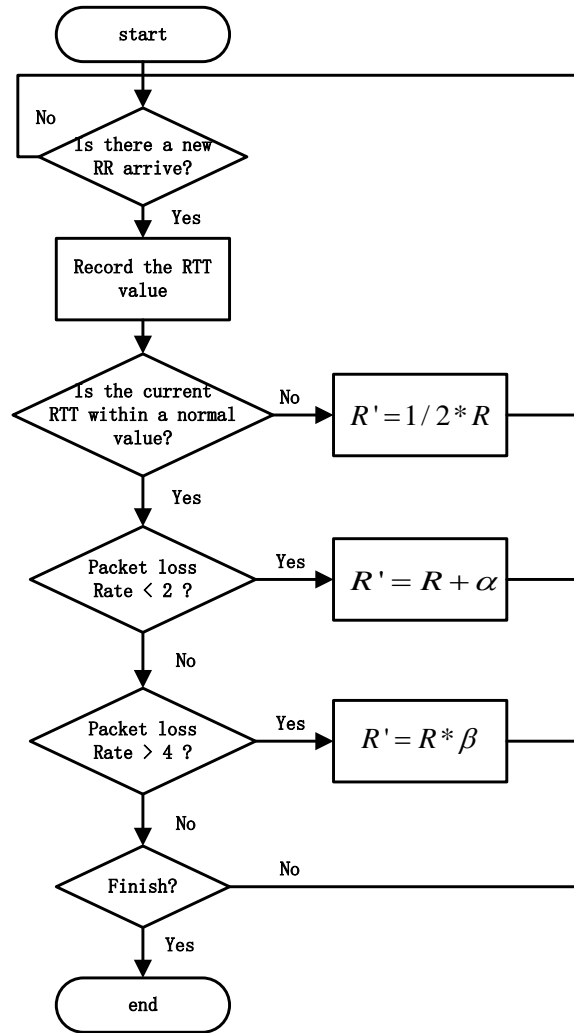 start
No
Is there a new
RR arrive?
Yes
Record the RTT
value
Is the current
RTT within a normal
value?
No
R'=1/2*R
Yes
Packet loss
Rate < 2 ?
Yes
R'=R+α
No
Packet loss
Rate > 4 ?
Yes
R'=R*β
No
Finish?
No
Yes
end